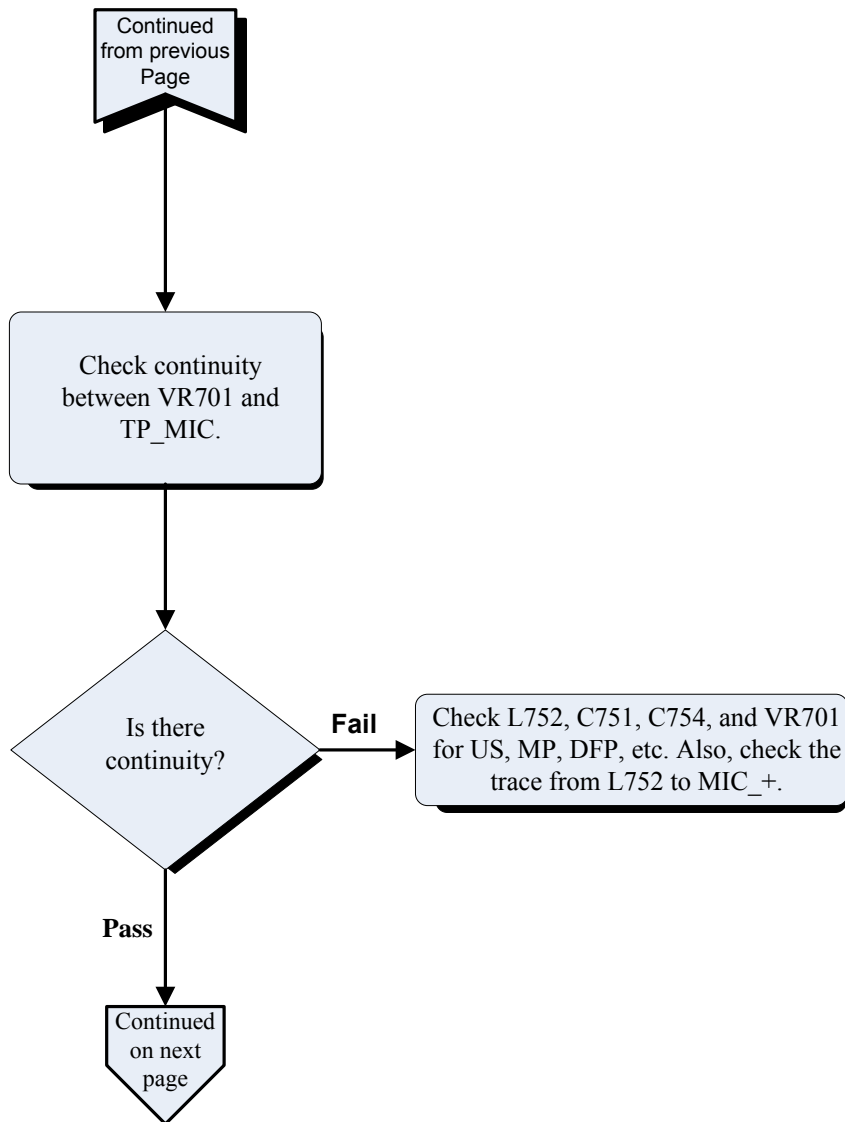 Continued
from previous
Page
Check continuity
between VR701 and
TP_MIC.
Is there
continuity?
Fail
Check L752, C751, C754, and VR701
for US, MP, DFP, etc. Also, check the
trace from L752 to MIC_+.
Pass
Continued
on next
page